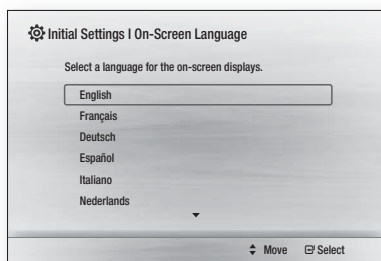 Initial Settings I On-Screen Language
Select a language for the on-screen displays.
English
Français
Deutsch
Español
Italiano
Nederlands
Move Select